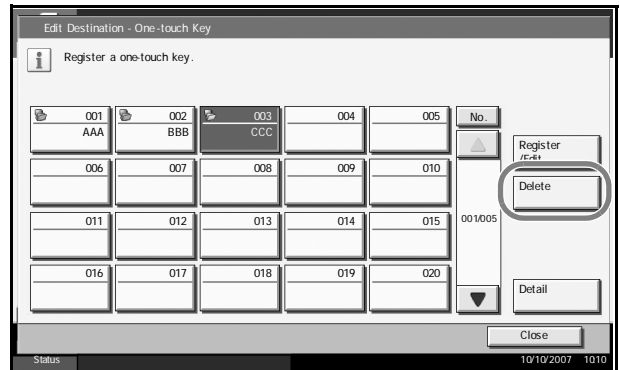 Edit Destination - One-touch Key
Register a one-touch key.
001 002 003 004 005 No.
AAA BBB CCC
Register
/Edit
006 007 008 009 010
Delete
011 012 013 014 015 001/005
016 017 018 019 020
Detail
Close
Status 10/10/2007 10:10